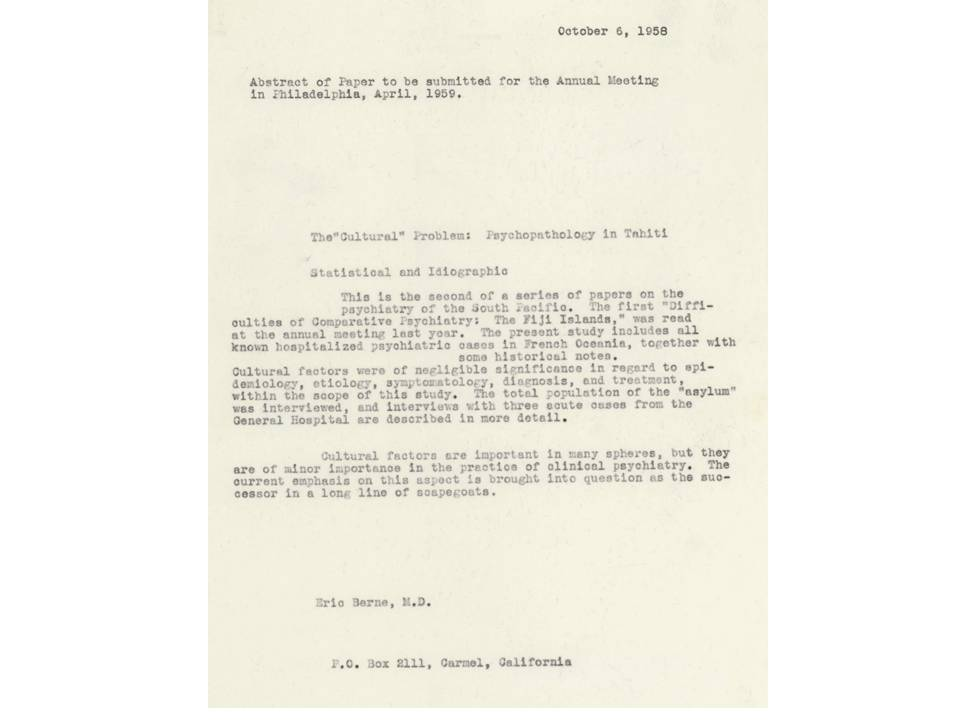 October 6, 1958
Abstract of Paper to be submitted for the Annual Meeting
in Philadelphia, April, 1959.
The"Cultural" Problem: Psychopathology in Tahiti
Statistical and Idiographic
This is the second of a series of papers on the
psychiatry of the South Pacific. The first "Diffi-
culties of Comparative Psychiatry: The Fiji Islands," was read
at the annual meeting last year. The present study includes all
known hospitalized psychiatric cases in French Oceania, together with
some historical notes.
Cultural factors were of negligible significance in regard to epi-
demiology, etiology, symptomatology, diagnosis, and treatment,
within the scope of this study. The total population of the "asylum"
was interviewed, and interviews with three acute cases from the
General Hospital are described in more detail.
Cultural factors are important in many spheres, but they
are of minor importance in the practice of clinical psychiatry. The
current emphasis on this aspect is brought into question as the suc-
cessor in a long line of scapegoats.
Eric Berne, M.D.
P.O. Box 2111, Carmel, California